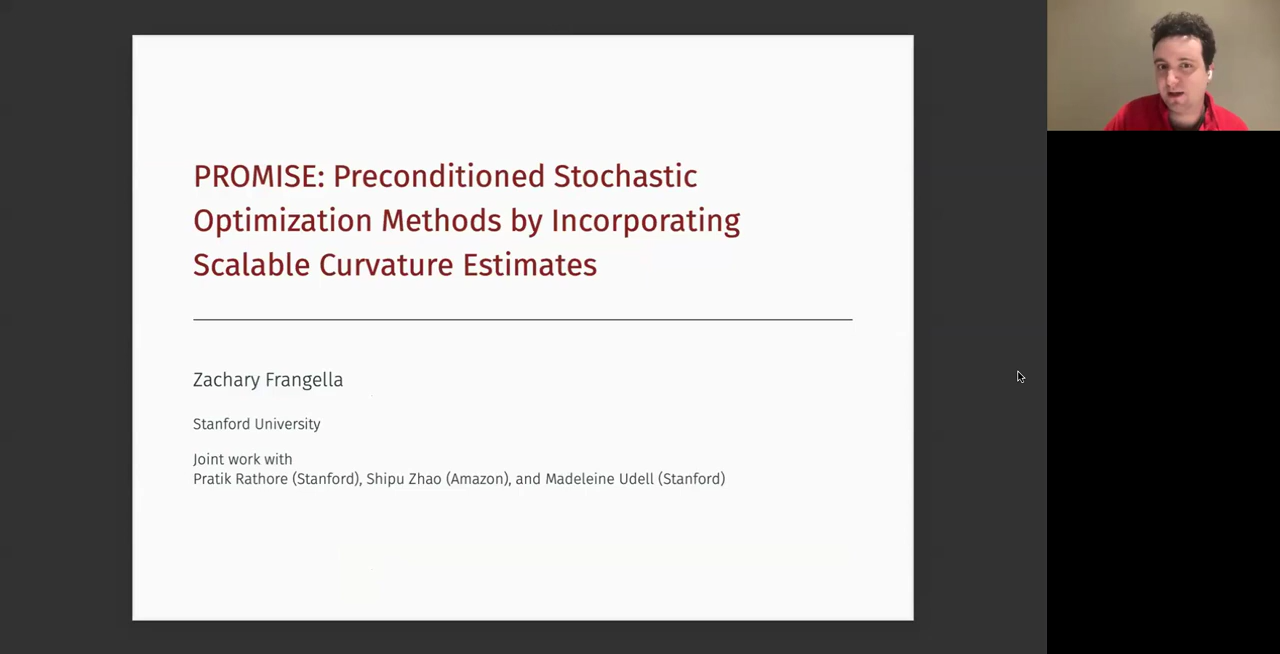 PROMISE: Preconditioned Stochastic
Optimization Methods by Incorporating
Scalable Curvature Estimates
Zachary Frangella
Stanford University
Joint work with
Pratik Rathore (Stanford), Shipu Zhao (Amazon), and Madeleine Udell (Stanford)